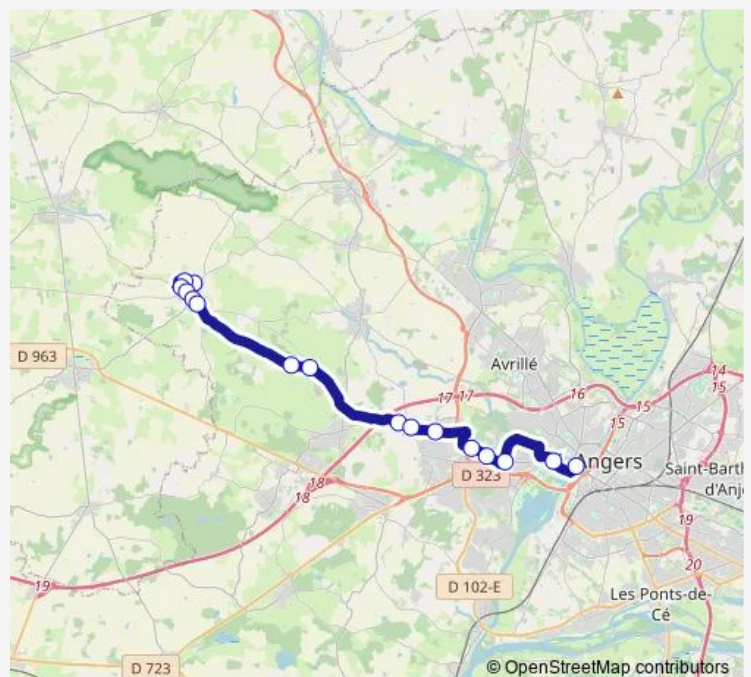 D 963
Avrillé
14
15
17 17
16
15
15
Angers
Saint-Barth
d'Anj
D 323
18
18
19
19
20
D 102-E
Les Ponts-de-
Cé
D 723
© OpenStreetMap contributors